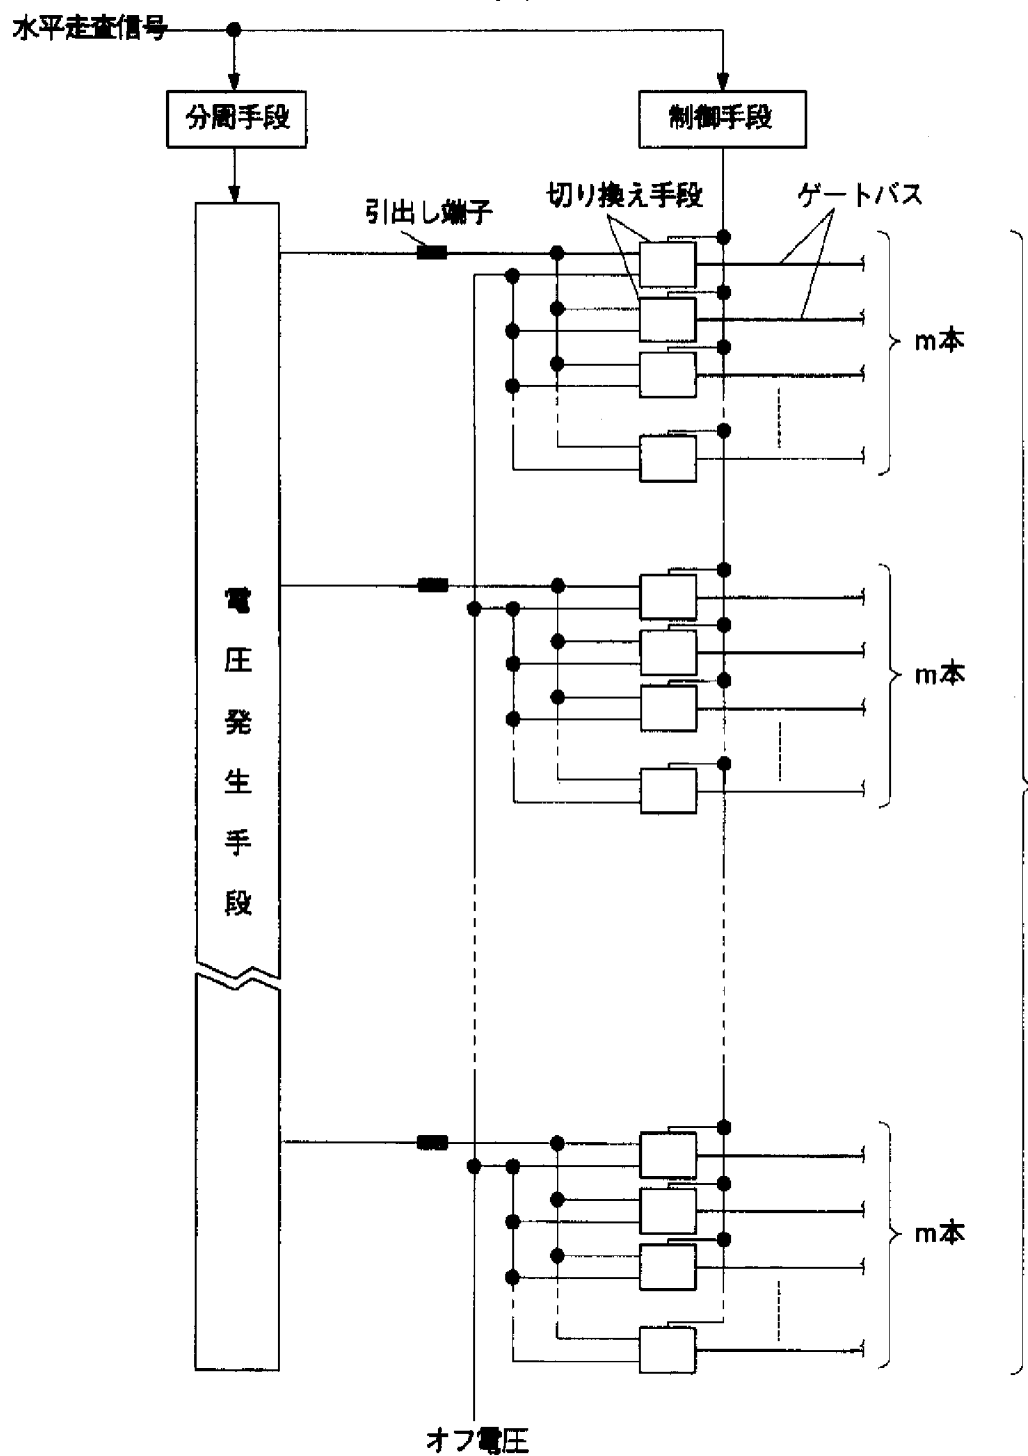 水平走査信号
分周手段
制御手段
引出し端子
切り換え手段
ゲートバス
m本
電圧発生手段
m本
m本
オフ電圧